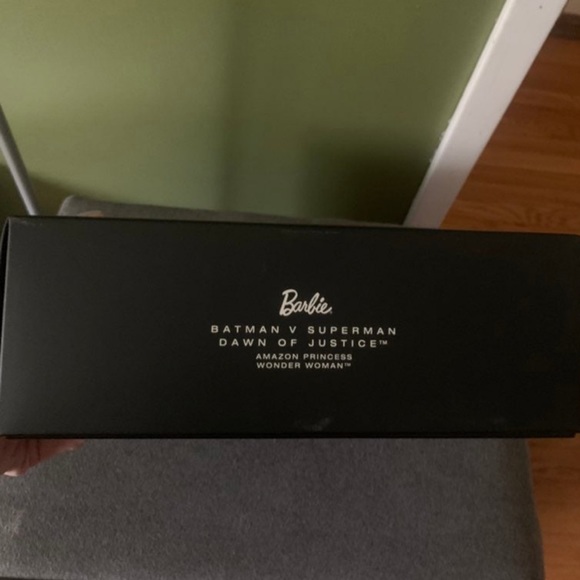 Barbie
BATMAN V SUPERMAN
DAWN OF JUSTICE™
AMAZON PRINCESS
WONDER WOMAN™